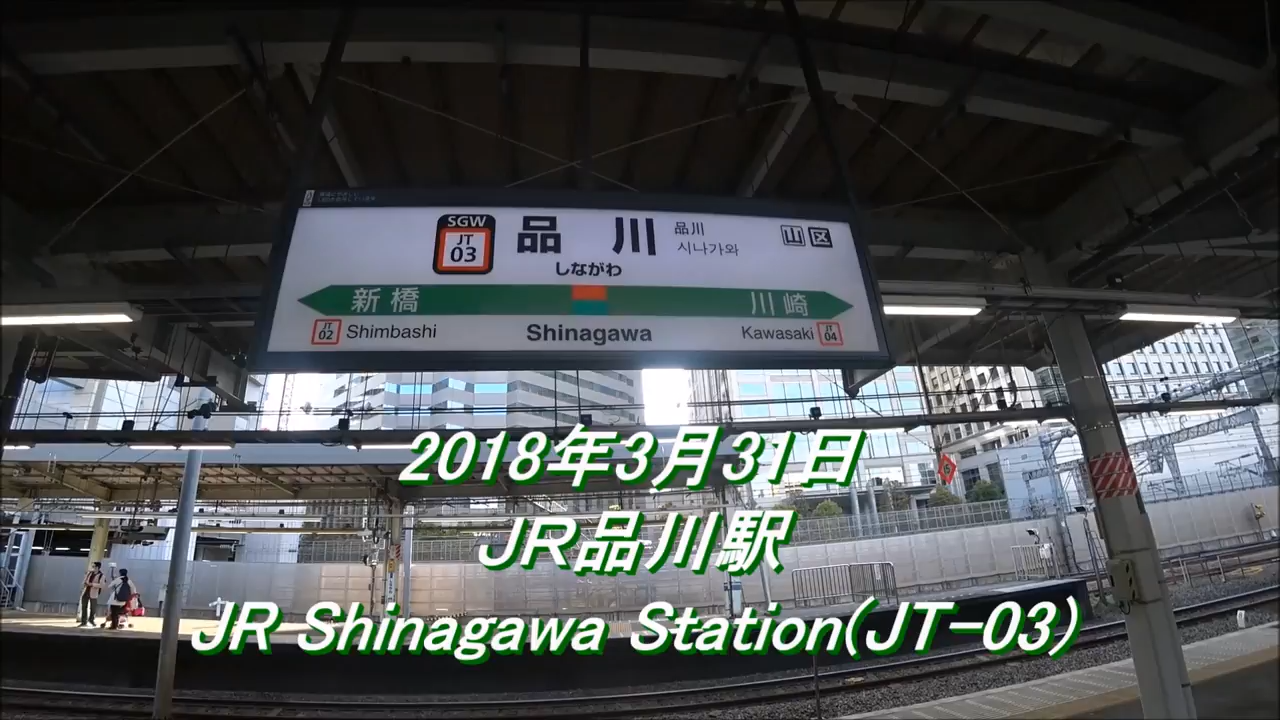 SGW
JT
03
品川
しながわ
品川
시나가와
山 区
新橋
川崎
JT
02
Shimbashi
Shinagawa
Kawasaki
JT
04
2018年3月31日
JR品川駅
JR Shinagawa Station(JT-03)